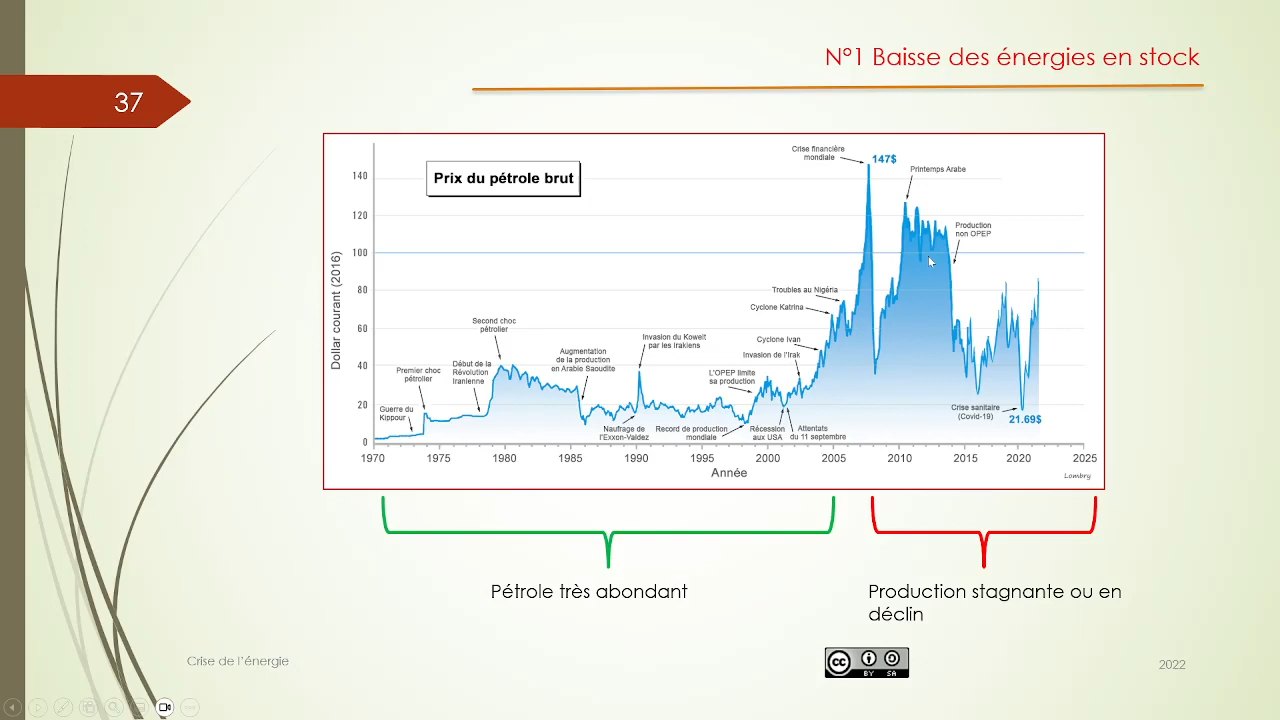 N°1 Baisse des énergies en stock
37
Prix du pétrole brut
Dollar courant (2016)
140
120
100
80
60
40
20
0
Guerre du
Kippour
Premier choc
pétrolier
Début de la
Révolution
Iranienne
Second choc
pétrolier
Augmentation
de la production
en Arabie Saoudite
Naufrage de
l'Exxon-Valdez
Invasion du Koweït
par les Irakiens
Record de production
mondiale
L'OPEP limite
sa production
Récession
aux USA
Attentats
du 11 septembre
Invasion de l'Irak
Cyclone Ivan
Cyclone Katrina
Troubles au Nigéria
Crise financière
mondiale
147$
Printemps Arabe
Production
non OPEP
Crise sanitaire
(Covid-19)
21.69$
1970
1975
1980
1985
1990
1995
2000
2005
2010
2015
2020
2025
Année
Lombry
Pétrole très abondant
Production stagnante ou en
déclin
Crise de l'énergie
cc
BY SA
2022